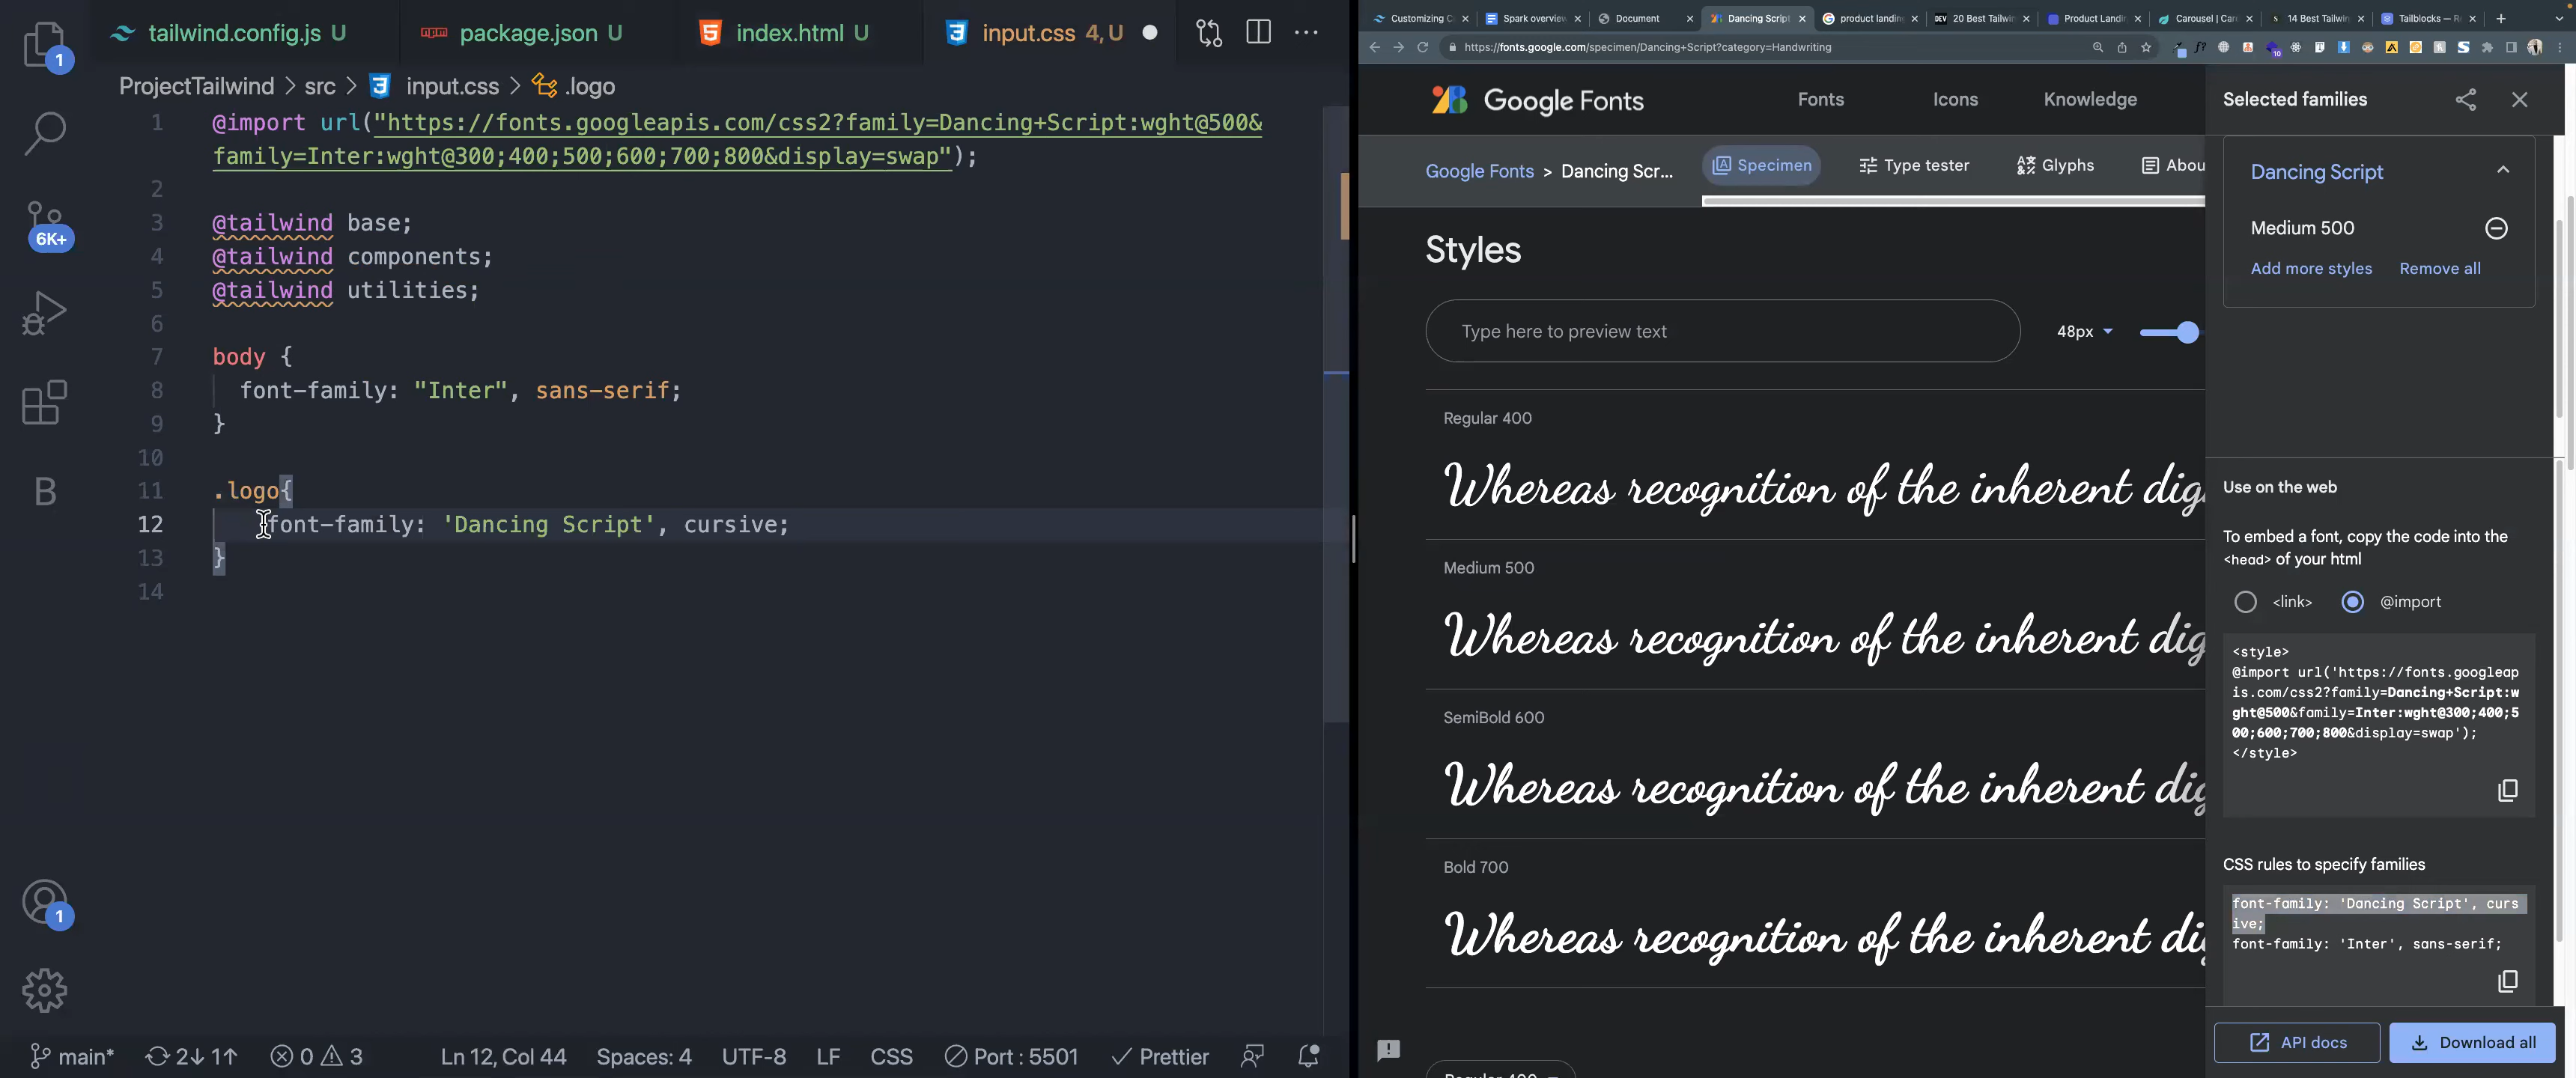 tailwind.config.js U
package.json U
index.html U
input.css 4, U
ProjectTailwind > src > input.css > .logo
1 @import url("https://fonts.googleapis.com/css2?family=Dancing+Script:wght@500&
family=Inter:wght@300;400;500;600;700;800&display=swap");
2
3 @tailwind base;
4 @tailwind components;
5 @tailwind utilities;
6
7 body {
8 font-family: "Inter", sans-serif;
9 }
10
11 .logo{
12 font-family: 'Dancing Script', cursive;
13 }
14
1
6K+
B
1
main*
2↓ 1↑
0
3
Ln 12, Col 44
Spaces: 4
UTF-8
LF
CSS
Port : 5501
Prettier
Customizing C
Spark overview
Document
Dancing Script
product landin
DEV 20 Best Tailwin
Product Landi
Carousel | Car
14 Best Tailwin
Tailblocks — R
https://fonts.google.com/specimen/Dancing+Script?category=Handwriting
10
Google Fonts
Fonts
Icons
Knowledge
Google Fonts > Dancing Scr...
Specimen
Type tester
Glyphs
Abou
Styles
Type here to preview text
48px
Regular 400
Whereas recognition of the inherent dig
Medium 500
Whereas recognition of the inherent dig
SemiBold 600
Whereas recognition of the inherent dig
Bold 700
Whereas recognition of the inherent di
Regular 400
Selected families
Dancing Script
Medium 500
Add more styles
Remove all
Use on the web
To embed a font, copy the code into the
<head> of your html
<link>
@import
<style>
@import url('https://fonts.googleap
is.com/css2?family=Dancing+Script:w
ght@500&family=Inter:wght@300;400;5
00;600;700;800&display=swap');
</style>
CSS rules to specify families
font-family: 'Dancing Script', curs
ive;
font-family: 'Inter', sans-serif;
API docs
Download all